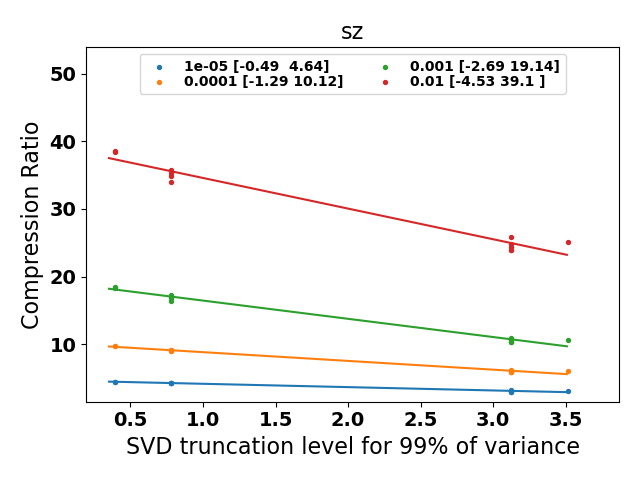 sz
1e-05 [-0.49  4.64]
0.0001 [-1.29 10.12]
0.001 [-2.69 19.14]
0.01 [-4.53 39.1 ]
Compression Ratio
50
40
30
20
10
0.5 1.0 1.5 2.0 2.5 3.0 3.5
SVD truncation level for 99% of variance